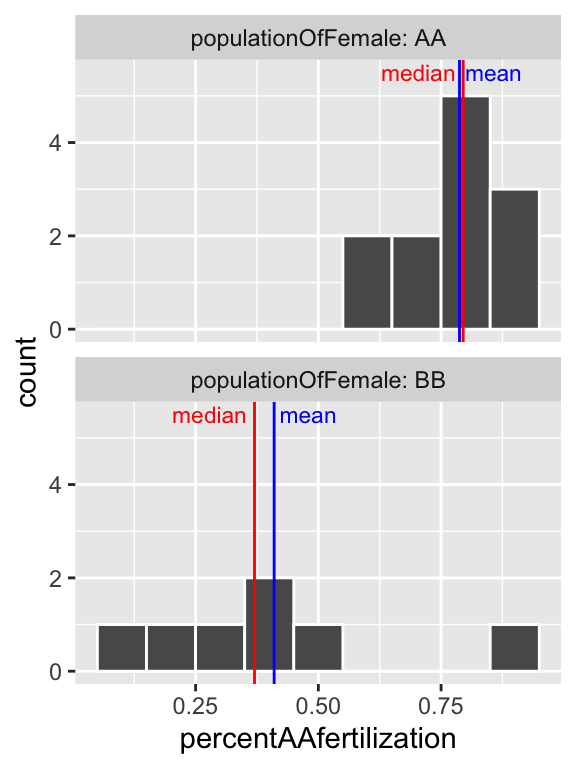 populationOfFemale: AA
median mean
4
2
0
count
populationOfFemale: BB
median mean
4
2
0
0.25 0.50 0.75
percentAAfertilization